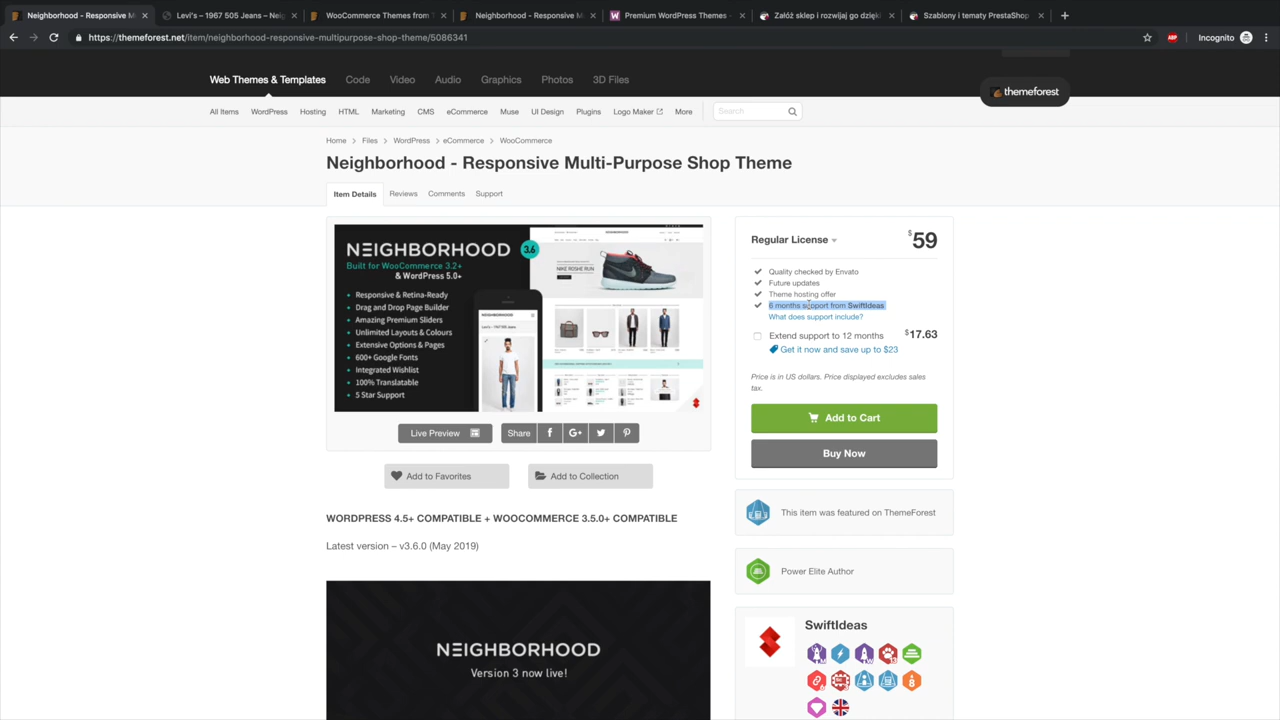 Neighborhood - Responsive M
Levi's – 1967 505 Jeans – Neig
WooCommerce Themes from T
Neighborhood - Responsive M
Premium WordPress Themes -
Załóż sklep i rozwijaj go dzięki
Szablony i tematy PrestaShop
https://themeforest.net/item/neighborhood-responsive-multipurpose-shop-theme/5086341
ABP
Incognito
Web Themes & Templates
Code
Video
Audio
Graphics
Photos
3D Files
themeforest
All Items
WordPress
Hosting
HTML
Marketing
CMS
eCommerce
Muse
UI Design
Plugins
Logo Maker
More
Search
Home > Files > WordPress > eCommerce > WooCommerce
Neighborhood - Responsive Multi-Purpose Shop Theme
Item Details
Reviews
Comments
Support
NEIGHBORHOOD 3.6
Built for WooCommerce 3.2+
& WordPress 5.0+
Responsive & Retina-Ready
Drag and Drop Page Builder
Amazing Premium Sliders
Unlimited Layouts & Colours
Extensive Options & Pages
600+ Google Fonts
Integrated Wishlist
100% Translatable
5 Star Support
NIKE ROSHE RUN
Live Preview
Share
Add to Favorites
Add to Collection
WORDPRESS 4.5+ COMPATIBLE + WOOCOMMERCE 3.5.0+ COMPATIBLE
Latest version – v3.6.0 (May 2019)
NEIGHBORHOOD
Version 3 now live!
Regular License
$59
Quality checked by Envato
Future updates
Theme hosting offer
6 months support from SwiftIdeas
What does support include?
Extend support to 12 months
$17.63
Get it now and save up to $23
Price is in US dollars. Price displayed excludes sales
tax.
Add to Cart
Buy Now
This item was featured on ThemeForest
Power Elite Author
SwiftIdeas